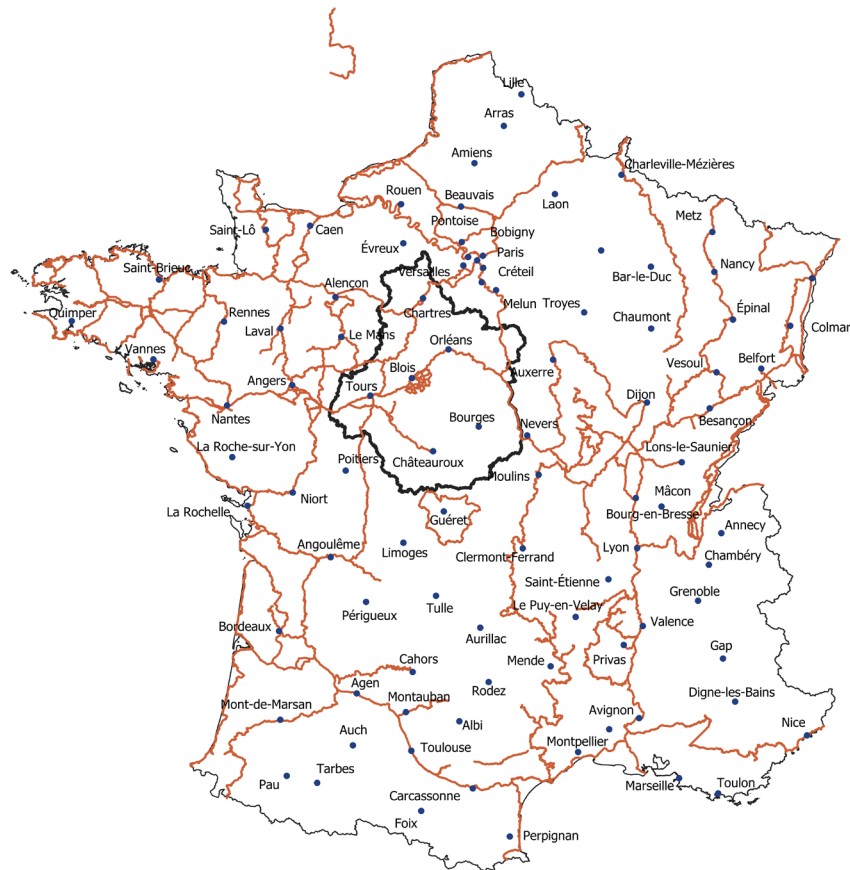 Lille
Arras
Amiens
Charleville-Mézières
Rouen
Beauvais
Laon
Pontoise
Metz
Saint-Lô
Caen
Bobigny
Évreux
Paris
Nancy
Saint-Brieuc
Versailles
Créteil
Bar-le-Duc
Alençon
Melun
Troyes
Quimper
Rennes
Chartres
Chaumont
Épinal
Colmar
Laval
Le Mans
Orléans
Vannes
Auxerre
Vesoul
Belfort
Blois
Angers
Tours
Dijon
Nantes
Bourges
Nevers
Besançon
La Roche-sur-Yon
Poitiers
Châteauroux
Lons-le-Saunier
Moulins
Niort
Mâcon
La Rochelle
Guéret
Bourg-en-Bresse
Annecy
Angoulême
Limoges
Clermont-Ferrand
Lyon
Chambéry
Saint-Étienne
Grenoble
Périgueux
Tulle
Le Puy-en-Velay
Bordeaux
Aurillac
Valence
Cahors
Mende
Privas
Gap
Agen
Rodez
Mont-de-Marsan
Montauban
Digne-les-Bains
Avignon
Auch
Albi
Nice
Toulouse
Montpellier
Pau
Tarbes
Marseille
Toulon
Carcassonne
Foix
Perpignan